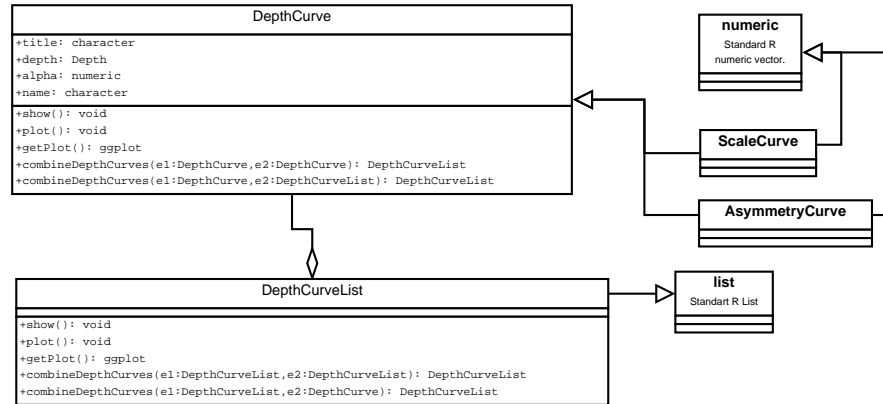 DepthCurve
+title: character
+depth: Depth
+alpha: numeric
+name: character
+show(): void
+plot(): void
+getPlot(): ggplot
+combineDepthCurves(e1:DepthCurve,e2:DepthCurve): DepthCurveList
+combineDepthCurves(e1:DepthCurve,e2:DepthCurveList): DepthCurveList
numeric
Standard R
numeric vector.
ScaleCurve
AsymmetryCurve
DepthCurveList
+show(): void
+plot(): void
+getPlot(): ggplot
+combineDepthCurves(e1:DepthCurveList,e2:DepthCurveList): DepthCurveList
+combineDepthCurves(e1:DepthCurveList,e2:DepthCurve): DepthCurveList
list
Standart R List